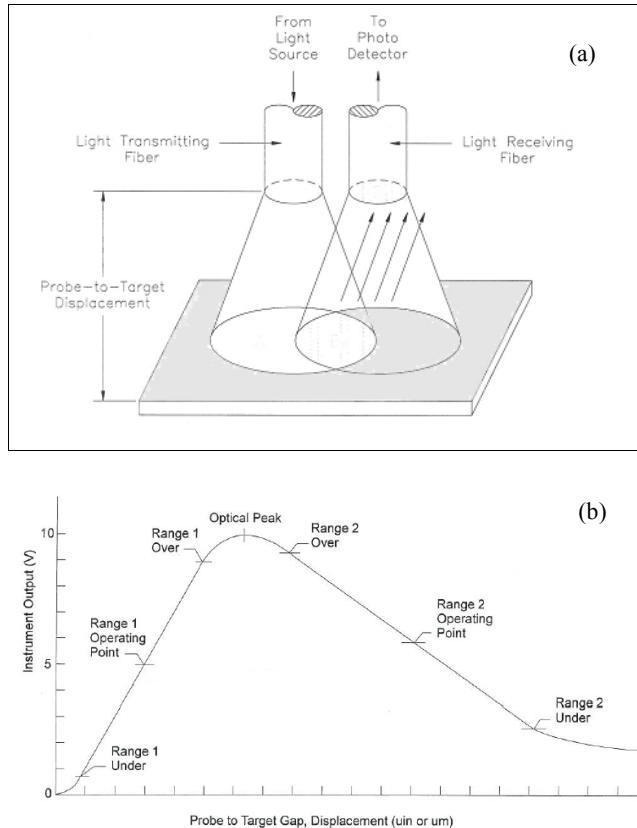 From
Light
Source
To
Photo
Detector
(a)
Light Transmitting
Fiber
Light Receiving
Fiber
Probe-to-Target
Displacement
(b)
Optical Peak
10
Range 1
Over
Range 2
Over
Instrument Output (V)
Range 1
Operating
Point
Range 2
Operating
Point
5
Range 1
Under
Range 2
Under
0
Probe to Target Gap, Displacement (uin or um)